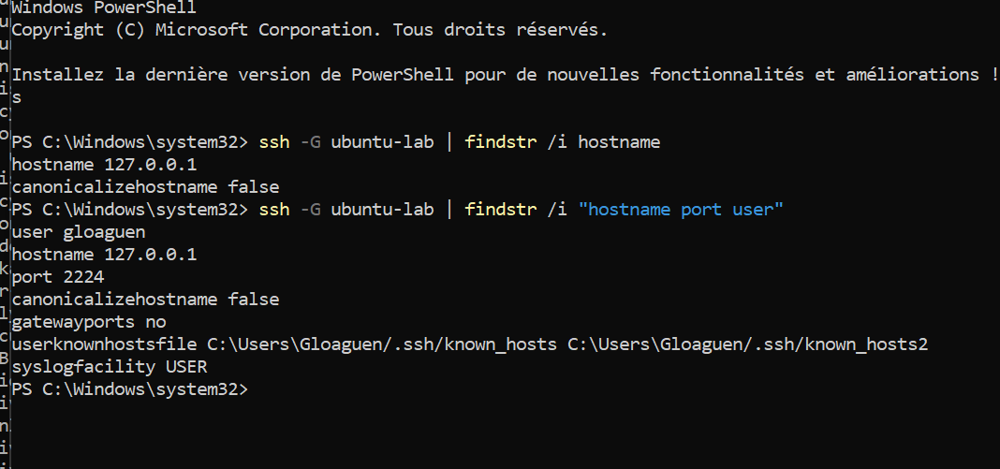 Windows PowerShell
Copyright (C) Microsoft Corporation. Tous droits réservés.
Installez la dernière version de PowerShell pour de nouvelles fonctionnalités et améliorations !
s
PS C:\Windows\system32> ssh -G ubuntu-lab | findstr /i hostname
hostname 127.0.0.1
canonicalizehostname false
PS C:\Windows\system32> ssh -G ubuntu-lab | findstr /i "hostname port user"
user gloaguen
hostname 127.0.0.1
port 2224
canonicalizehostname false
gatewayports no
userknownhostsfile C:\Users\Gloaguen/.ssh/known_hosts C:\Users\Gloaguen/.ssh/known_hosts2
syslogfacility USER
PS C:\Windows\system32>